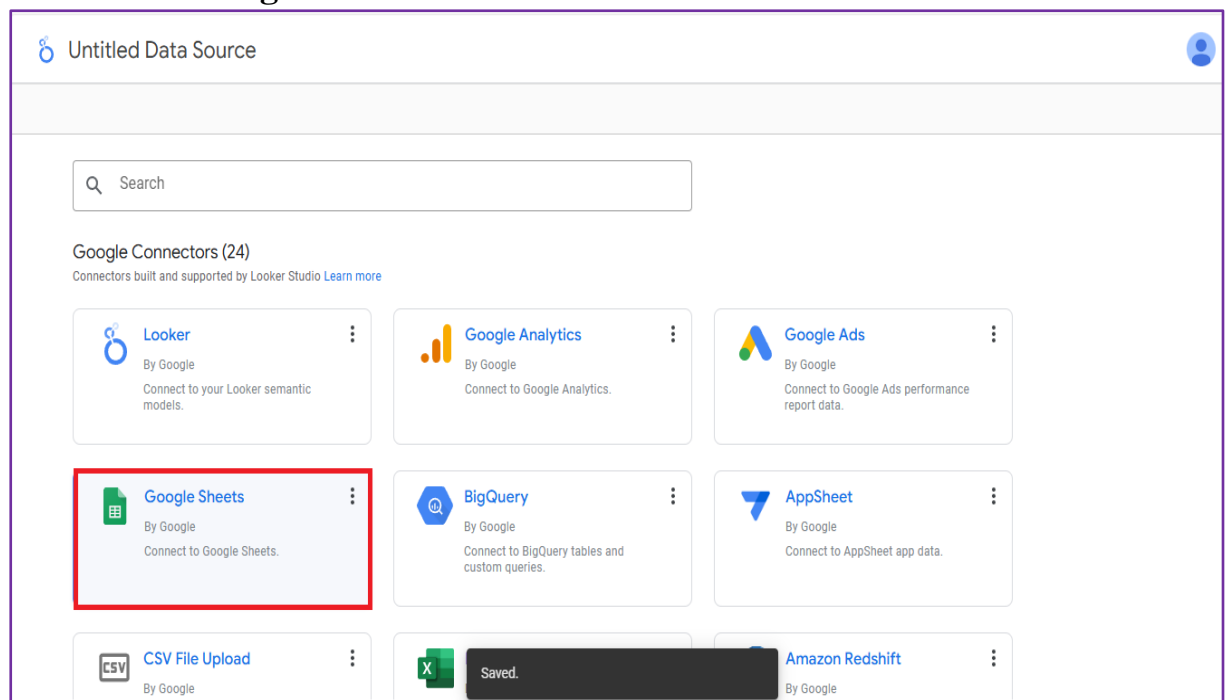 Untitled Data Source
Search
Google Connectors (24)
Connectors built and supported by Looker Studio Learn more
Looker
By Google
Connect to your Looker semantic
models.
Google Analytics
By Google
Connect to Google Analytics.
Google Ads
By Google
Connect to Google Ads performance
report data.
Google Sheets
By Google
Connect to Google Sheets.
BigQuery
By Google
Connect to BigQuery tables and
custom queries.
AppSheet
By Google
Connect to AppSheet app data.
CSV
CSV File Upload
By Google
X
Saved.
Amazon Redshift
By Google